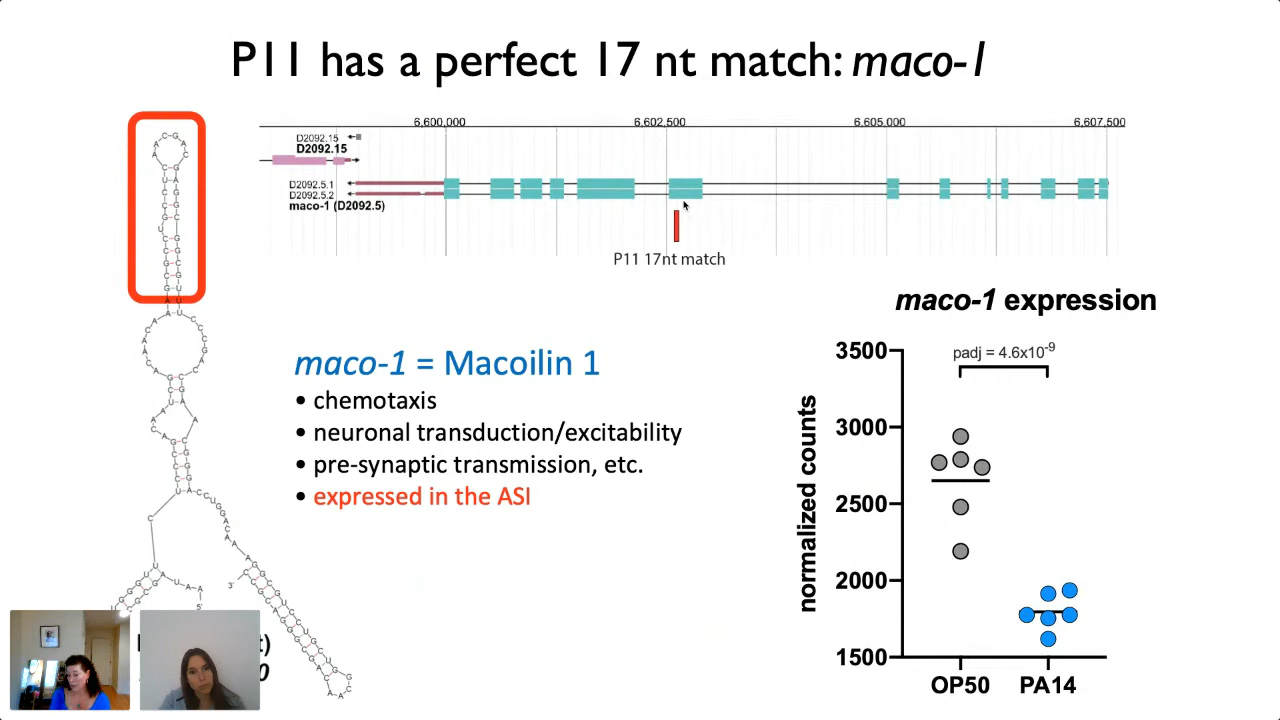 P11 has a perfect 17 nt match: maco-1
6,600,000 6,602,500 6,605,000 6,607,500
D2092.15
D2092.15
D2092.5.1
D2092.5.2
maco-1 (D2092.5)
P11 17nt match
maco-1 expression
maco-1 = Macoilin 1
• chemotaxis
• neuronal transduction/excitability
• pre-synaptic transmission, etc.
• expressed in the ASI
padj = 4.6x10⁻⁹
normalized counts
3500
3000
2500
2000
1500
OP50 PA14
3'
5'